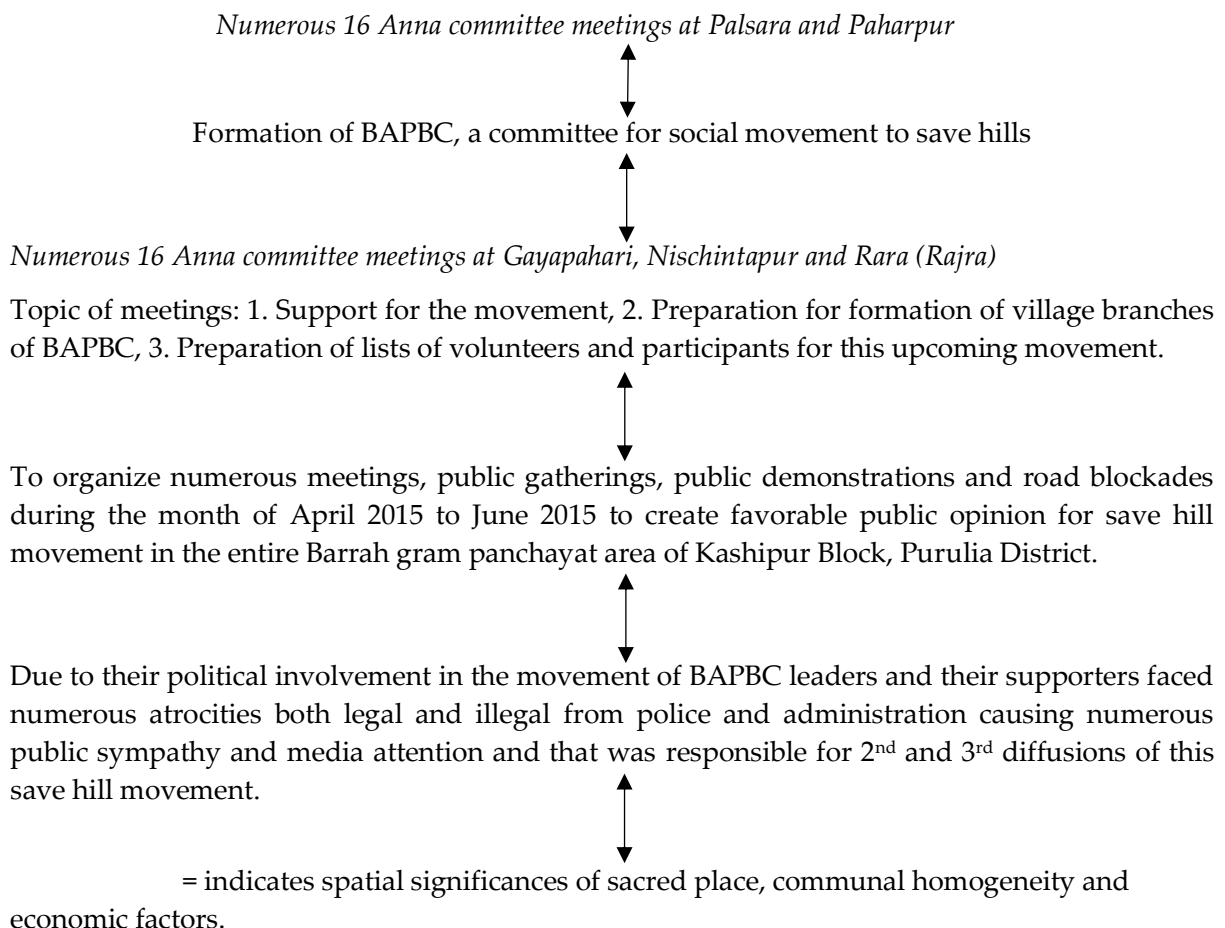 Numerous 16 Anna committee meetings at Palsara and Paharpur
Formation of BAPBC, a committee for social movement to save hills
Numerous 16 Anna committee meetings at Gayapahari, Nischintapur and Rara (Rajra)
Topic of meetings: 1. Support for the movement, 2. Preparation for formation of village branches
of BAPBC, 3. Preparation of lists of volunteers and participants for this upcoming movement.
To organize numerous meetings, public gatherings, public demonstrations and road blockades
during the month of April 2015 to June 2015 to create favorable public opinion for save hill
movement in the entire Barrah gram panchayat area of Kashipur Block, Purulia District.
Due to their political involvement in the movement of BAPBC leaders and their supporters faced
numerous atrocities both legal and illegal from police and administration causing numerous
public sympathy and media attention and that was responsible for 2nd and 3rd diffusions of this
save hill movement.
= indicates spatial significances of sacred place, communal homogeneity and
economic factors.